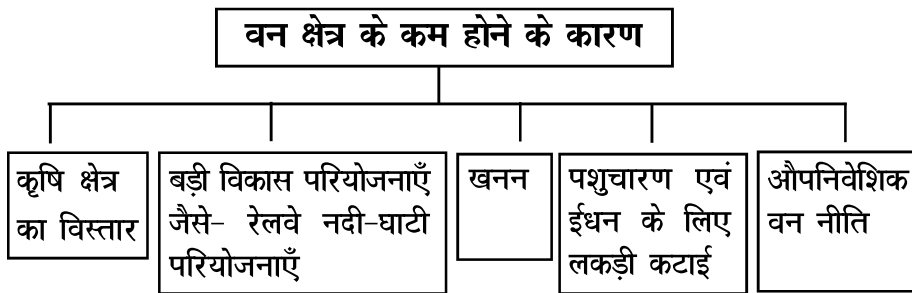 वन क्षेत्र के कम होने के कारण
कृषि क्षेत्र
का विस्तार
बड़ी विकास परियोजनाएँ
जैसे- रेलवे नदी-घाटी
परियोजनाएँ
खनन
पशुचारण एवं
ईधन के लिए
लकड़ी कटाई
औपनिवेशिक
वन नीति